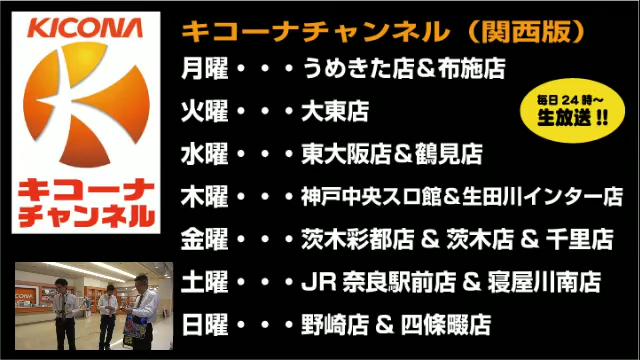 KICONA
キコーナ
チャンネル
キコーナチャンネル（関西版）
月曜・・・うめきた店＆布施店
火曜・・・大東店
毎日24時～
生放送!!
水曜・・・東大阪店＆鶴見店
木曜・・・神戸中央スロ館＆生田川インター店
金曜・・・茨木彩都店 & 茨木店 & 千里店
土曜・・・JR奈良駅前店 & 寝屋川南店
日曜・・・野崎店 & 四條畷店